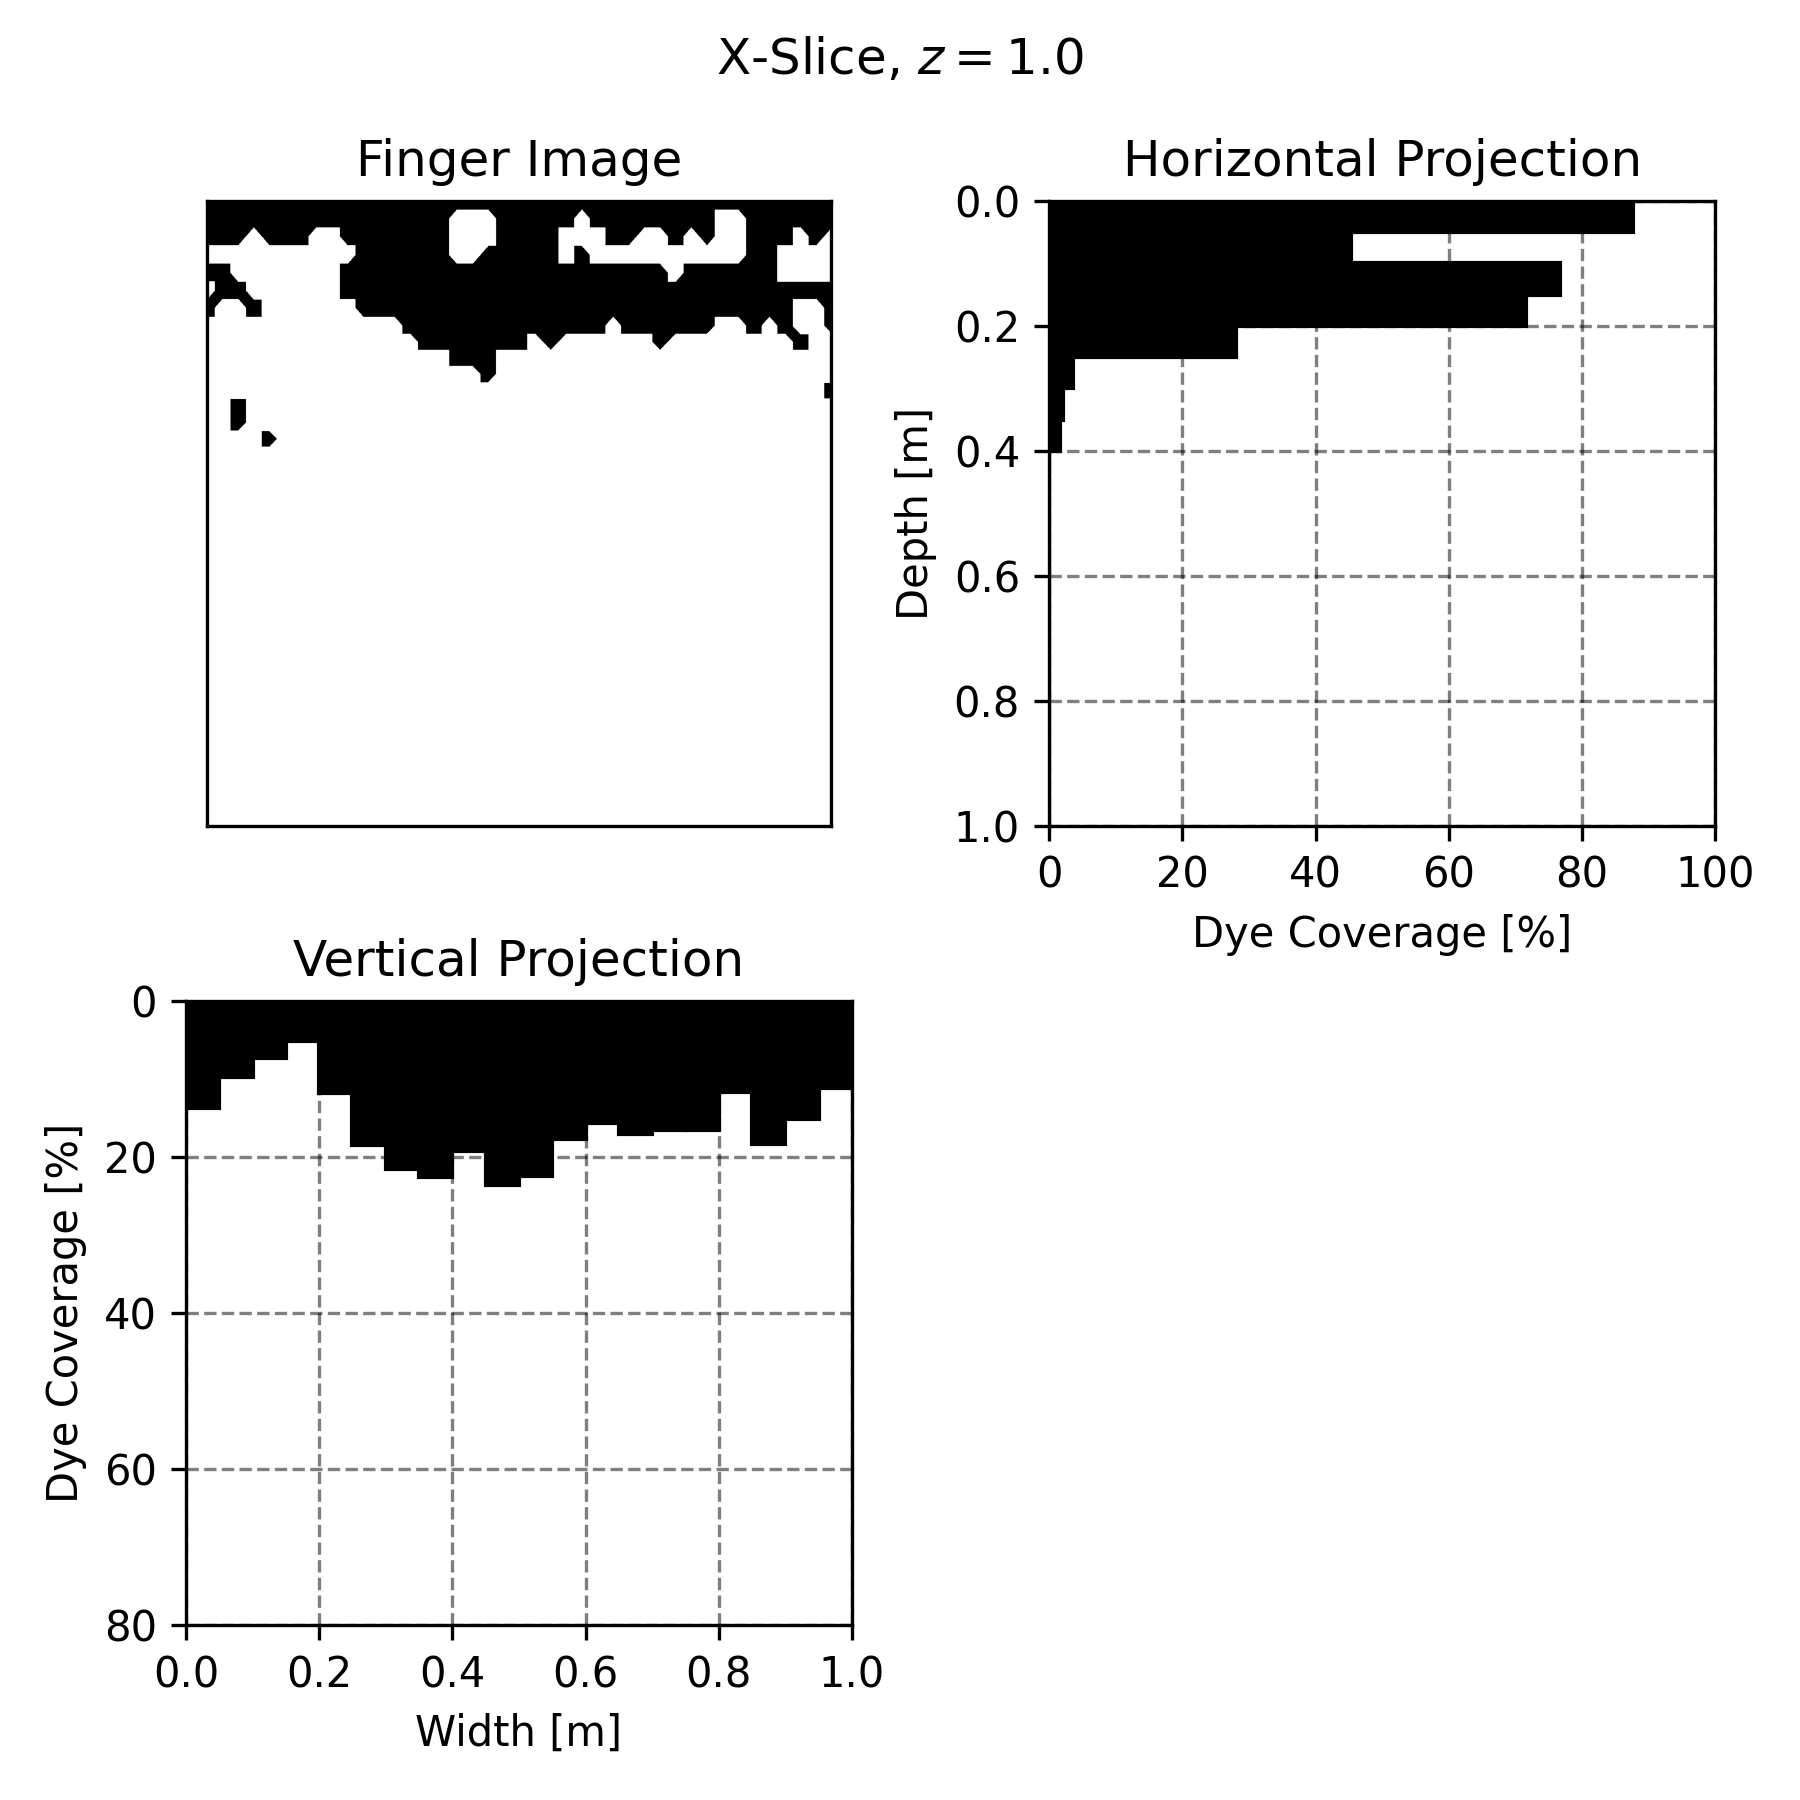 X-Slice, z = 1.0
Finger Image
Horizontal Projection
0.0
0.2
0.4
0.6
0.8
1.0
Depth [m]
0 20 40 60 80 100
Dye Coverage [%]
Vertical Projection
0
20
40
60
80
Dye Coverage [%]
0.0 0.2 0.4 0.6 0.8 1.0
Width [m]